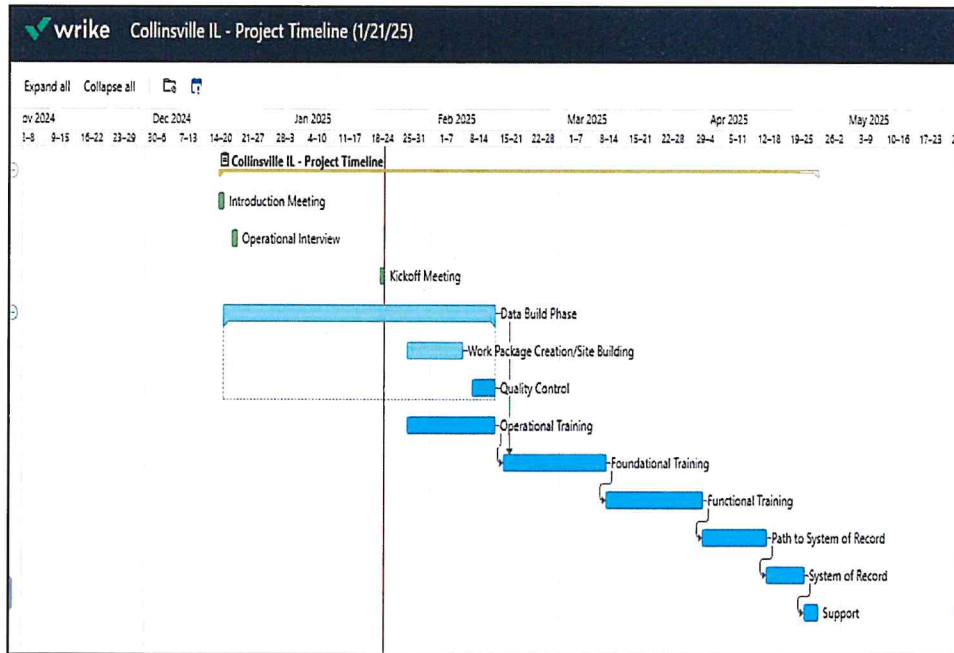 wrike Collinsville IL - Project Timeline (1/21/25)
Expand all Collapse all
ov 2024 Dec 2024 Jan 2025 Feb 2025 Mar 2025 Apr 2025 May 2025
1-8 9-15 16-22 23-29 30-6 7-13 14-20 21-27 28-3 4-10 11-17 18-24 25-31 1-7 8-14 15-21 22-28 1-7 8-14 15-21 22-28 29-4 5-11 12-18 19-25 26-2 3-9 10-16 17-23
Collinsville IL - Project Timeline
Introduction Meeting
Operational Interview
Kickoff Meeting
Data Build Phase
Work Package Creation/Site Building
Quality Control
Operational Training
Foundational Training
Functional Training
Path to System of Record
System of Record
Support